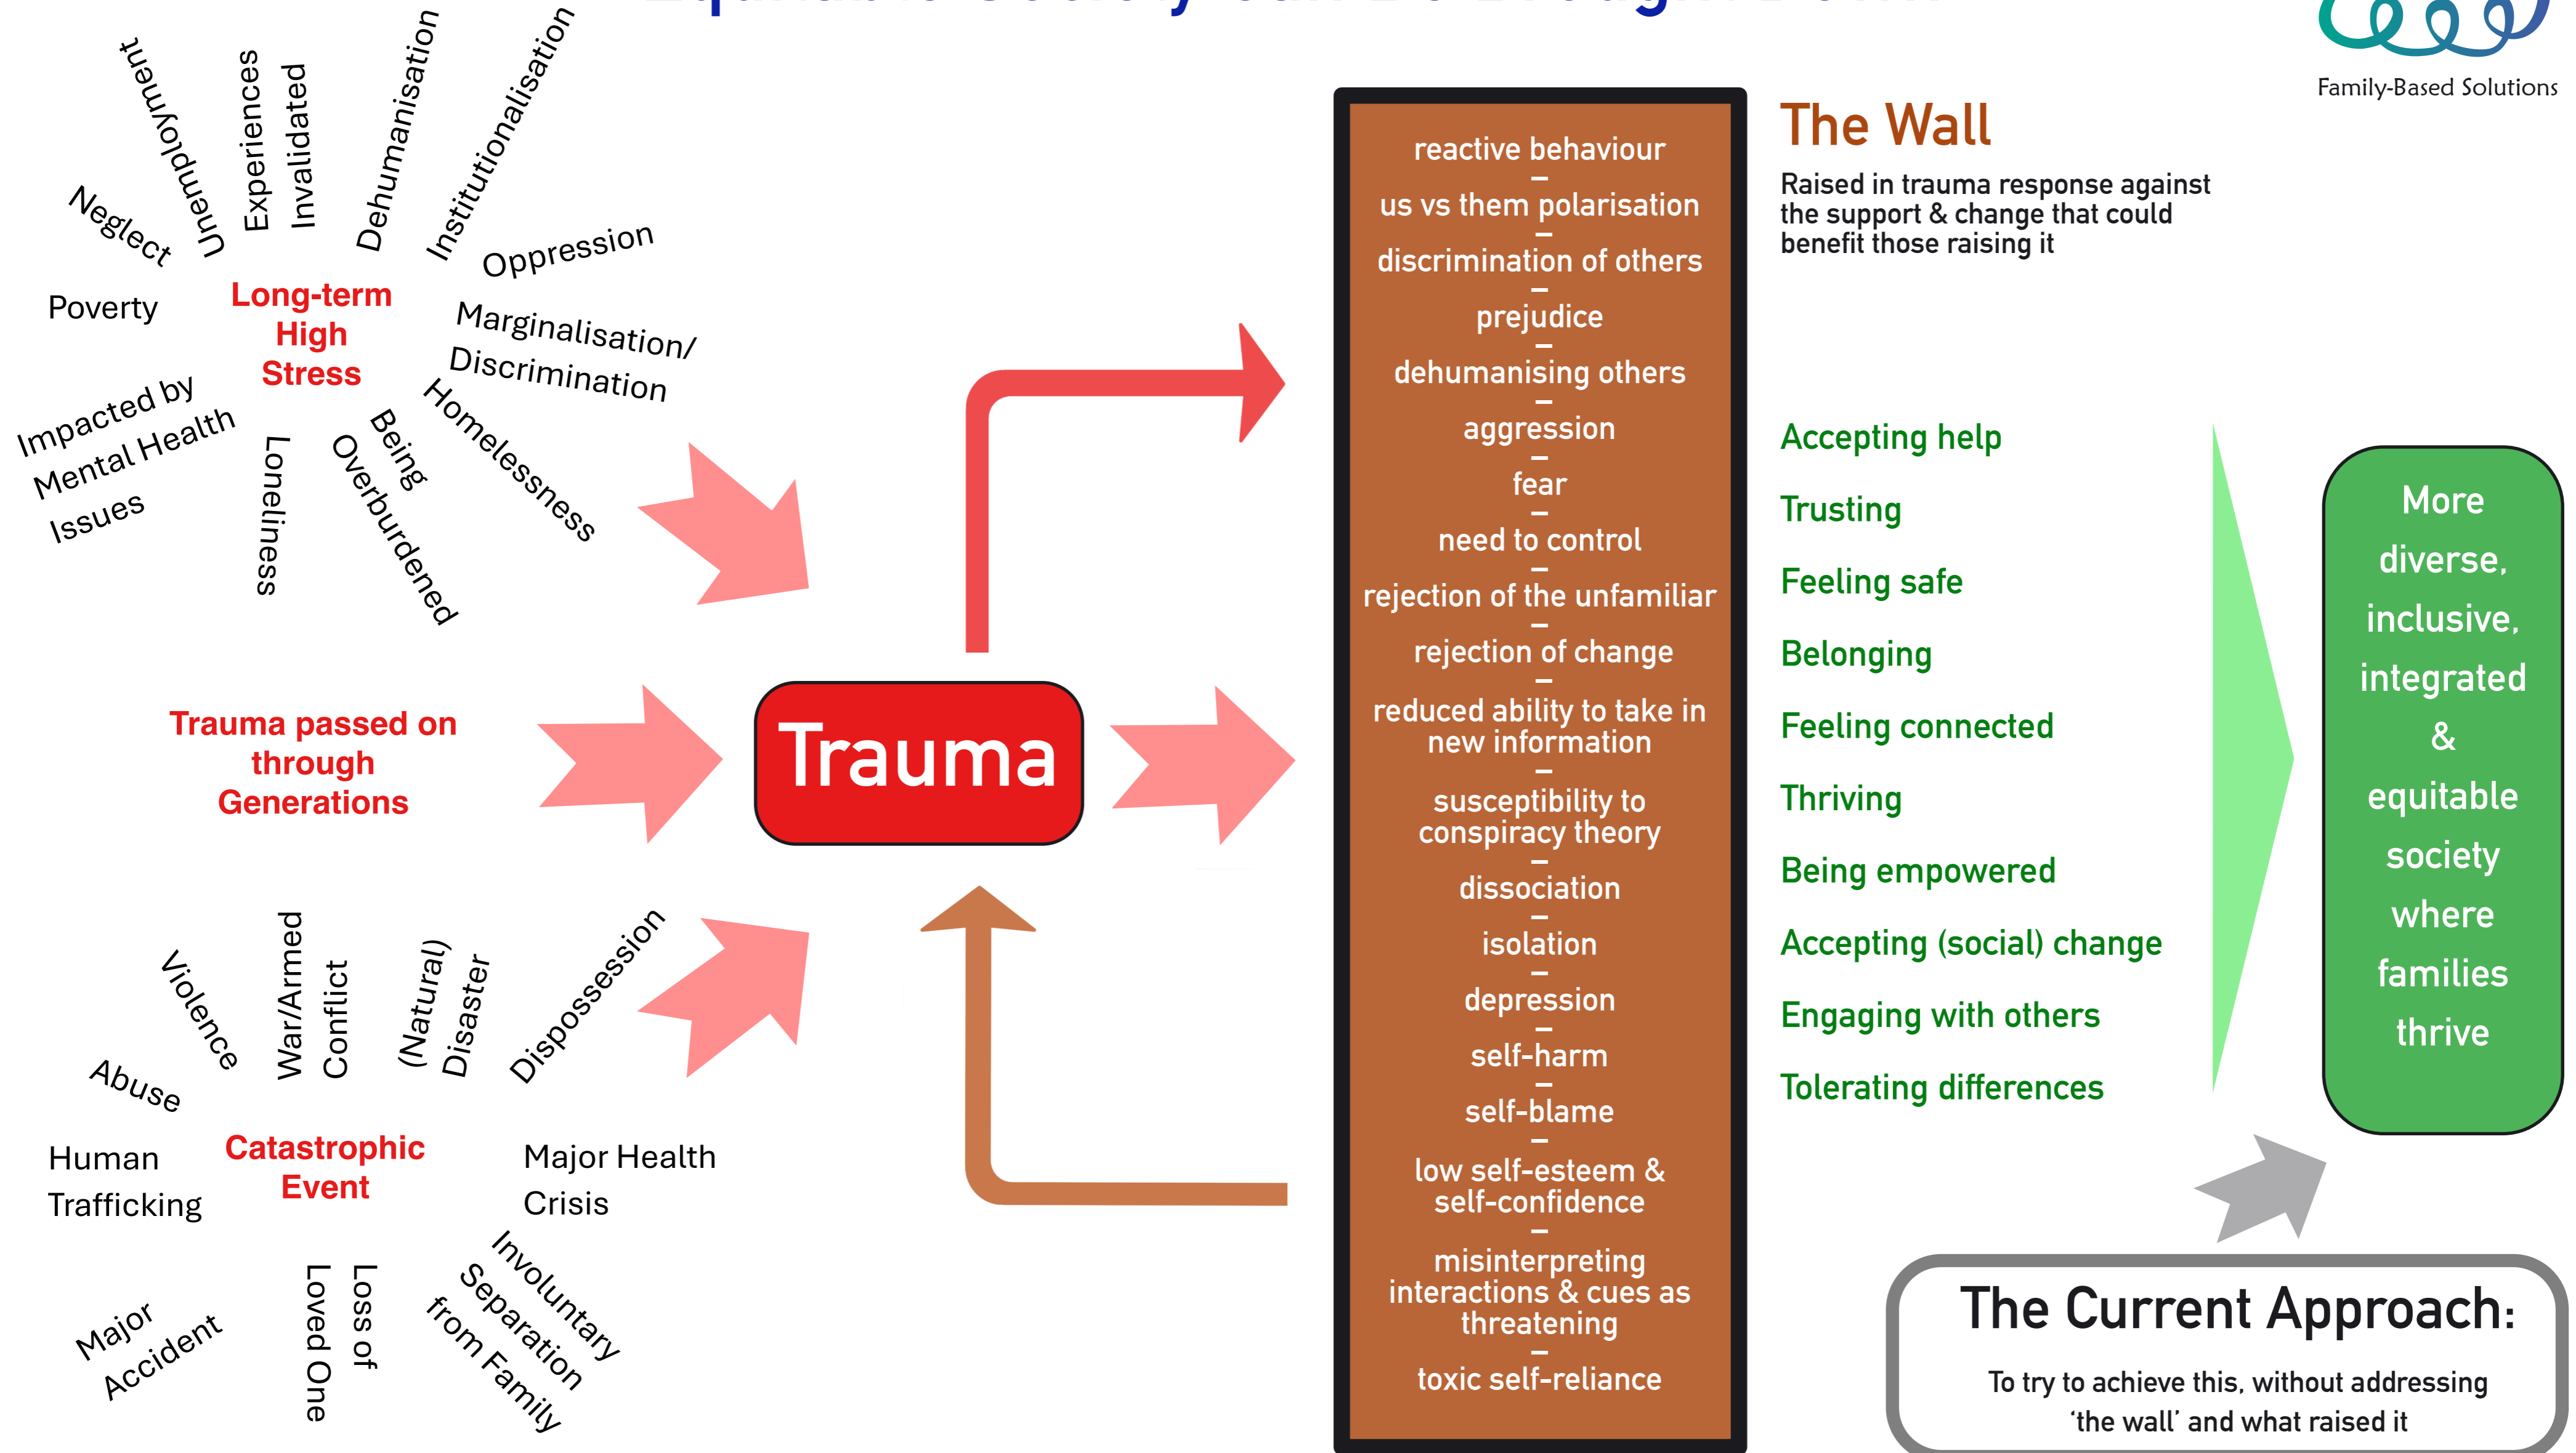 Equitable Society can be Brought Down
Family-Based Solutions
Unemployment
Experiences
Invalidated
Dehumanisation
Institutionalisation
Neglect
Oppression
Poverty
Long-term
High
Stress
Marginalisation/
Discrimination
Impacted by
Mental Health
Issues
Loneliness
Being
Overburdened
Homelessness
Trauma passed on
through
Generations
Trauma
Violence
War/Armed
Conflict
(Natural)
Disaster
Dispossession
Abuse
Human
Trafficking
Catastrophic
Event
Major Health
Crisis
Major
Accident
Loss of
Loved One
Involuntary
Separation
from Family
reactive behaviour
–
us vs them polarisation
–
discrimination of others
–
prejudice
–
dehumanising others
–
aggression
–
fear
–
need to control
–
rejection of the unfamiliar
–
rejection of change
–
reduced ability to take in
new information
–
susceptibility to
conspiracy theory
–
dissociation
–
isolation
–
depression
–
self-harm
–
self-blame
–
low self-esteem &
self-confidence
–
misinterpreting
interactions & cues as
threatening
–
toxic self-reliance
The Wall
Raised in trauma response against
the support & change that could
benefit those raising it
Accepting help
Trusting
Feeling safe
Belonging
Feeling connected
Thriving
Being empowered
Accepting (social) change
Engaging with others
Tolerating differences
More
diverse,
inclusive,
integrated
&
equitable
society
where
families
thrive
The Current Approach:
To try to achieve this, without addressing
‘the wall’ and what raised it